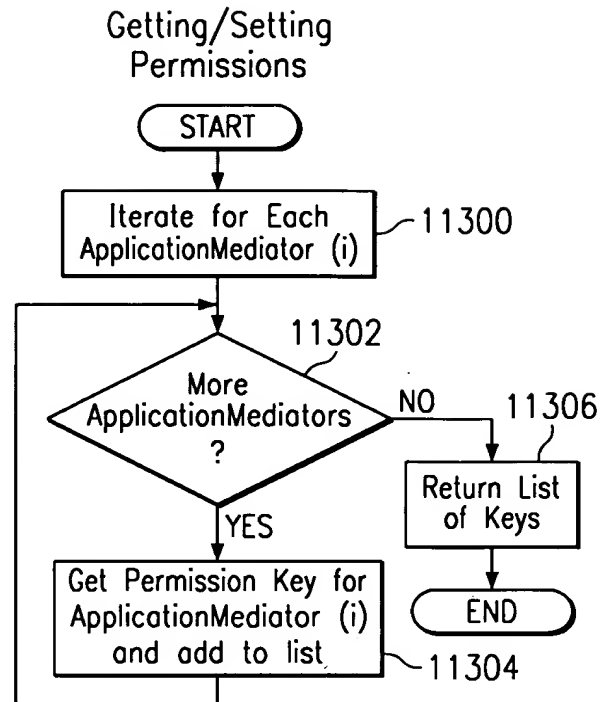 Getting/Setting
Permissions
START
Iterate for Each
ApplicationMediator (i)
11300
11302
More
ApplicationMediators
?
NO
11306
Return List
of Keys
YES
END
Get Permission Key for
ApplicationMediator (i)
and add to list
11304